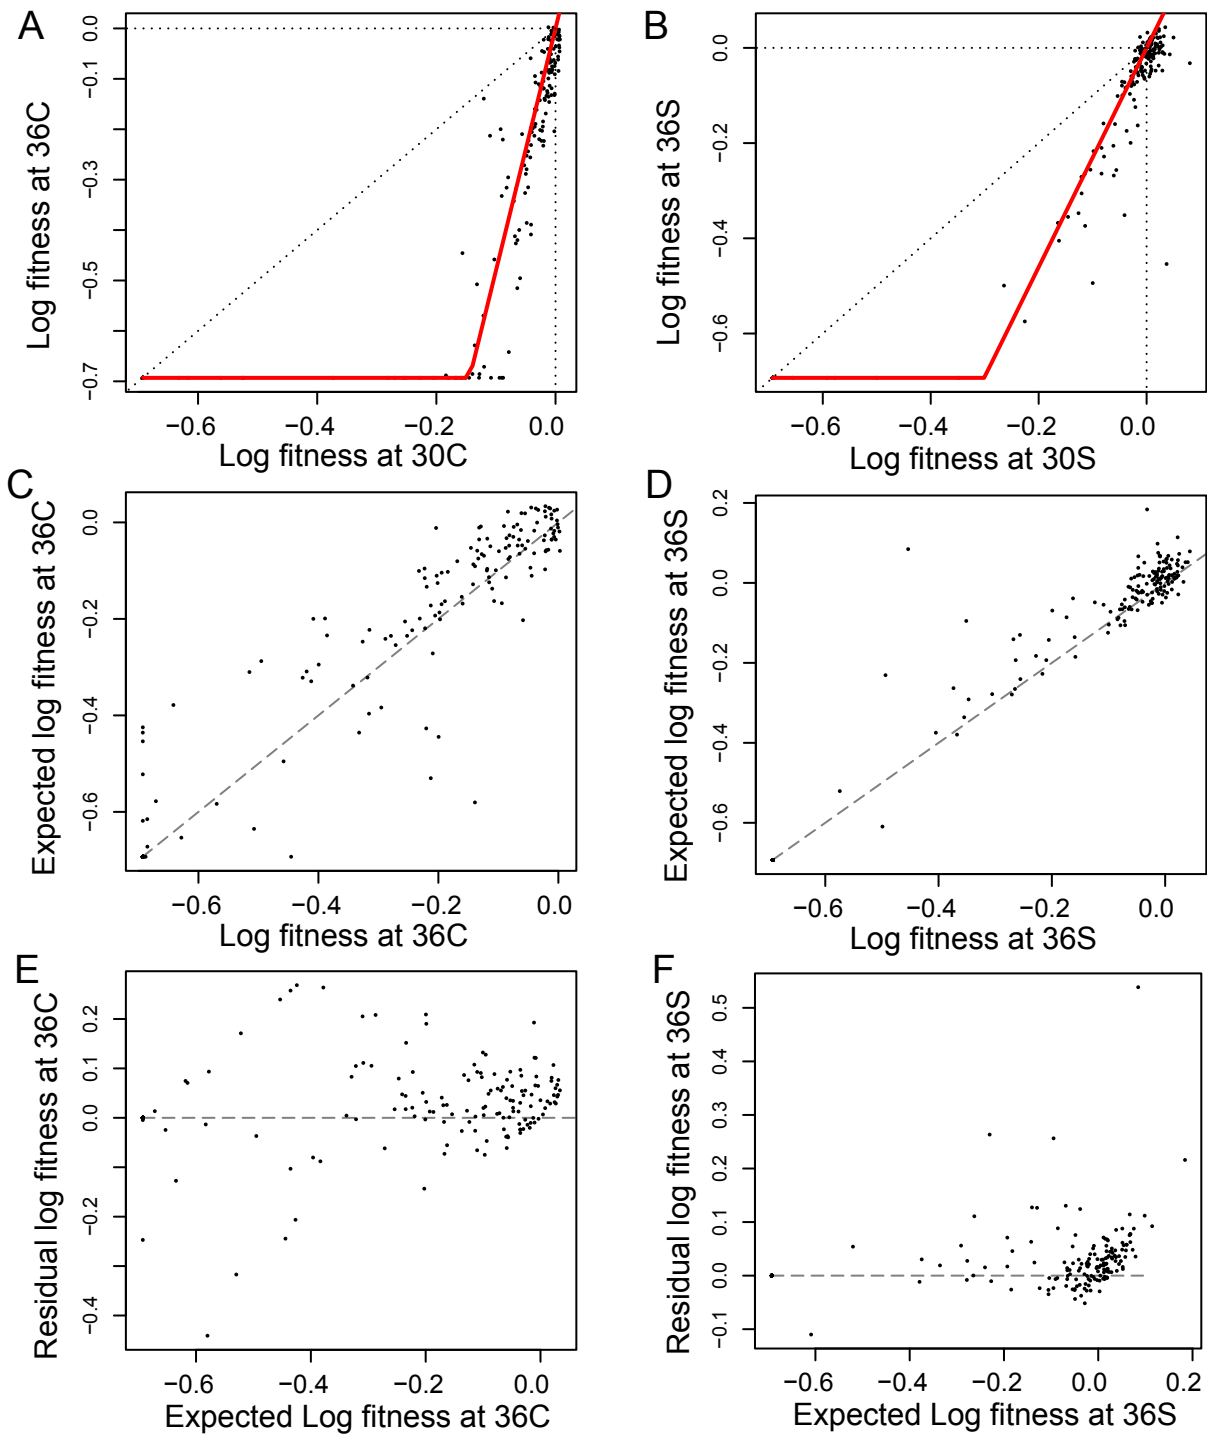 A
Log fitness at 36C
0.0
−0.1
−0.3
−0.5
−0.7
−0.6 −0.4 −0.2 0.0
Log fitness at 30C
B
Log fitness at 36S
0.0
−0.2
−0.4
−0.6
−0.6 −0.4 −0.2 0.0
Log fitness at 30S
C
Expected log fitness at 36C
0.0
−0.2
−0.4
−0.6
−0.6 −0.4 −0.2 0.0
Log fitness at 36C
D
Expected log fitness at 36S
0.2
0.0
−0.2
−0.4
−0.6
−0.6 −0.4 −0.2 0.0
Log fitness at 36S
E
Residual log fitness at 36C
0.2
0.1
0.0
−0.2
−0.4
−0.6 −0.4 −0.2 0.0
Expected Log fitness at 36C
F
Residual log fitness at 36S
0.5
0.4
0.3
0.2
0.1
0.0
−0.1
−0.6 −0.4 −0.2 0.0 0.2
Expected Log fitness at 36S